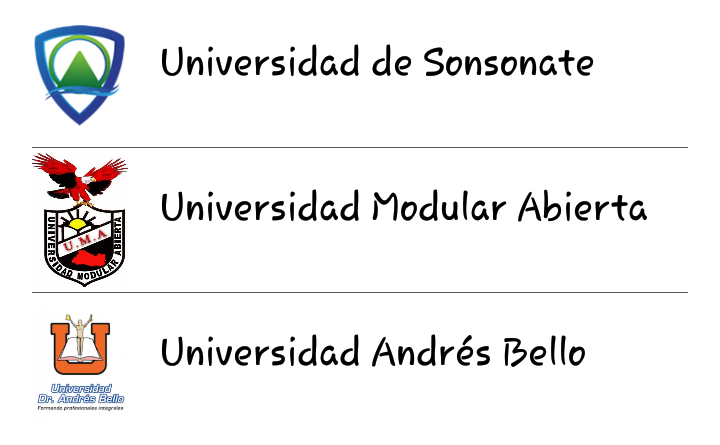 Universidad de Sonsonate
U.M.A
UNIVERSIDAD MODULAR ABIERTA
Universidad Modular Abierta
Universidad
Dr. Andrés Bello
Formando profesionales integrales
Universidad Andrés Bello